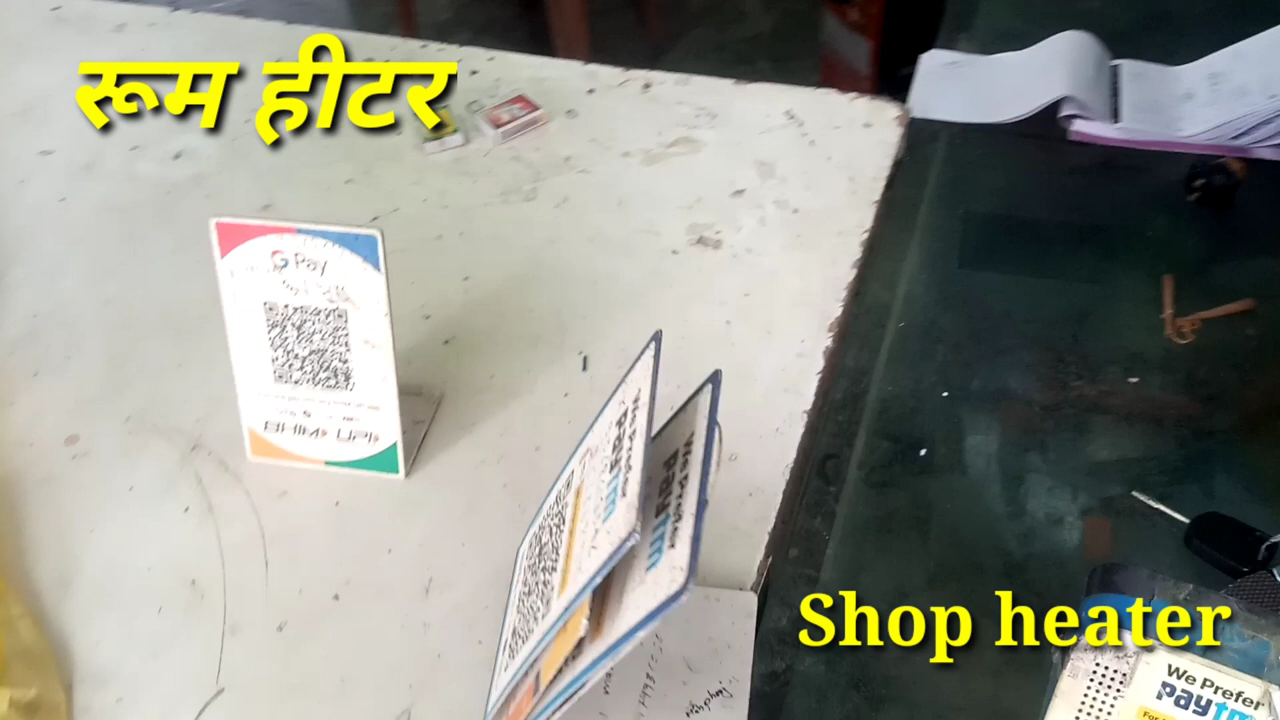 रूम हीटर
G Pay
BHIM UPI
We Prefer
paytm
We Prefer
paytm
Shop heater
We Prefer
paytm